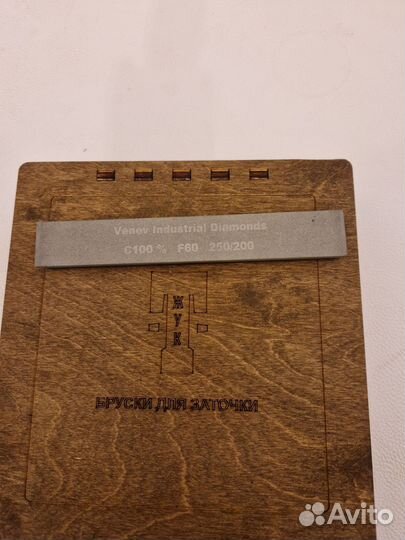 Venev Industrial Diamonds
C100 % F60 250/200
ЖУК
БРУСКИ ДЛЯ ЗАТОЧКИ
Avito